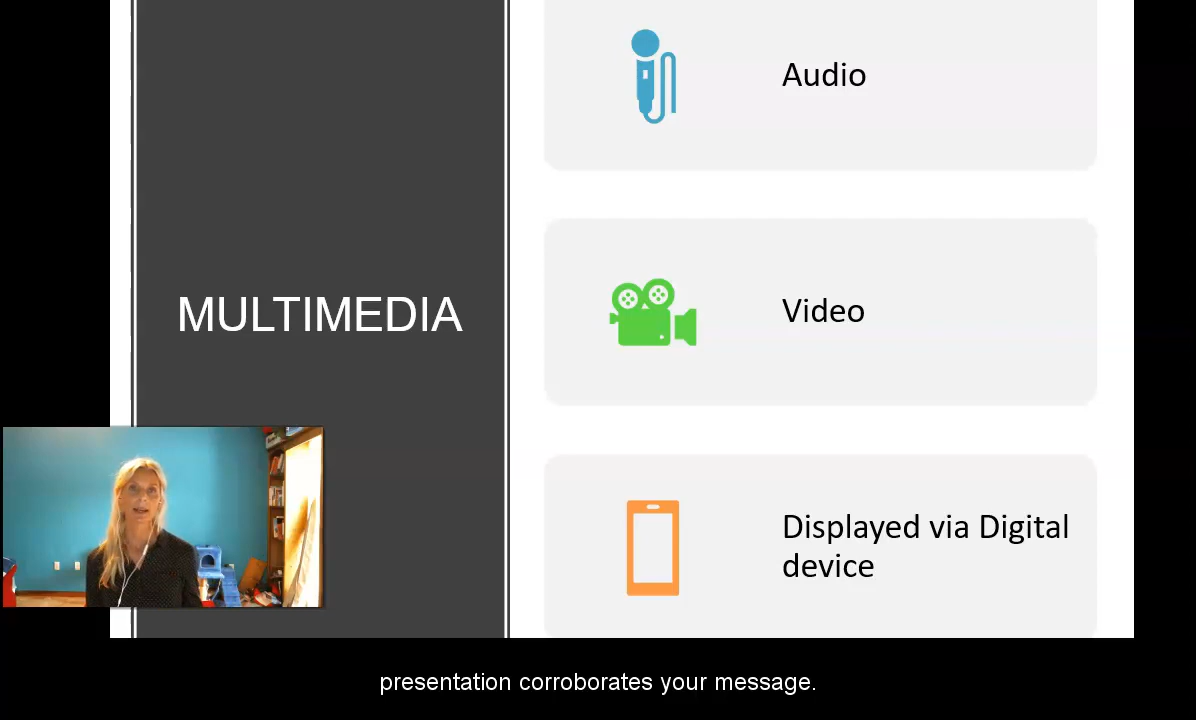 Audio
MULTIMEDIA
Video
Displayed via Digital
device
presentation corroborates your message.